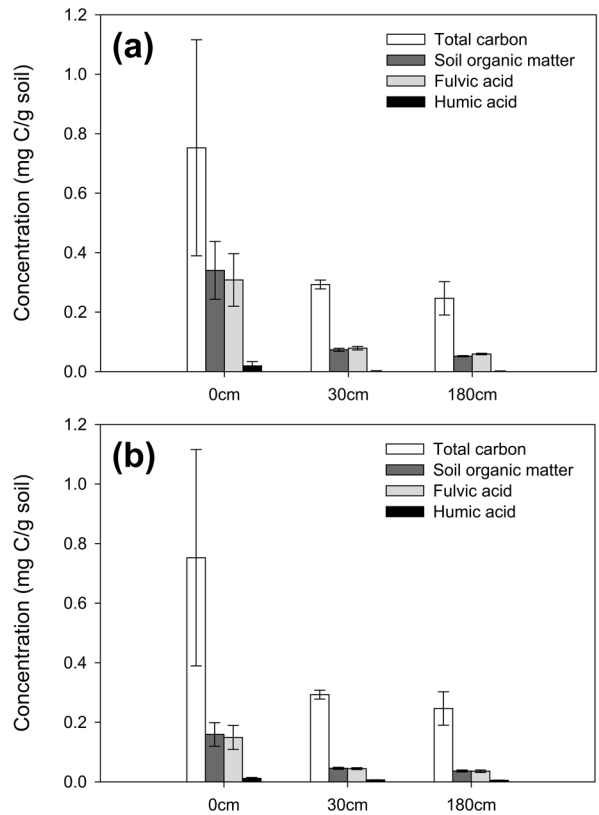 1.2
(a)
Total carbon
Soil organic matter
Fulvic acid
Humic acid
1.0
0.8
0.6
0.4
0.2
0.0
Concentration (mg C/g soil)
0cm 30cm 180cm
1.2
(b)
Total carbon
Soil organic matter
Fulvic acid
Humic acid
1.0
0.8
0.6
0.4
0.2
0.0
Concentration (mg C/g soil)
0cm 30cm 180cm